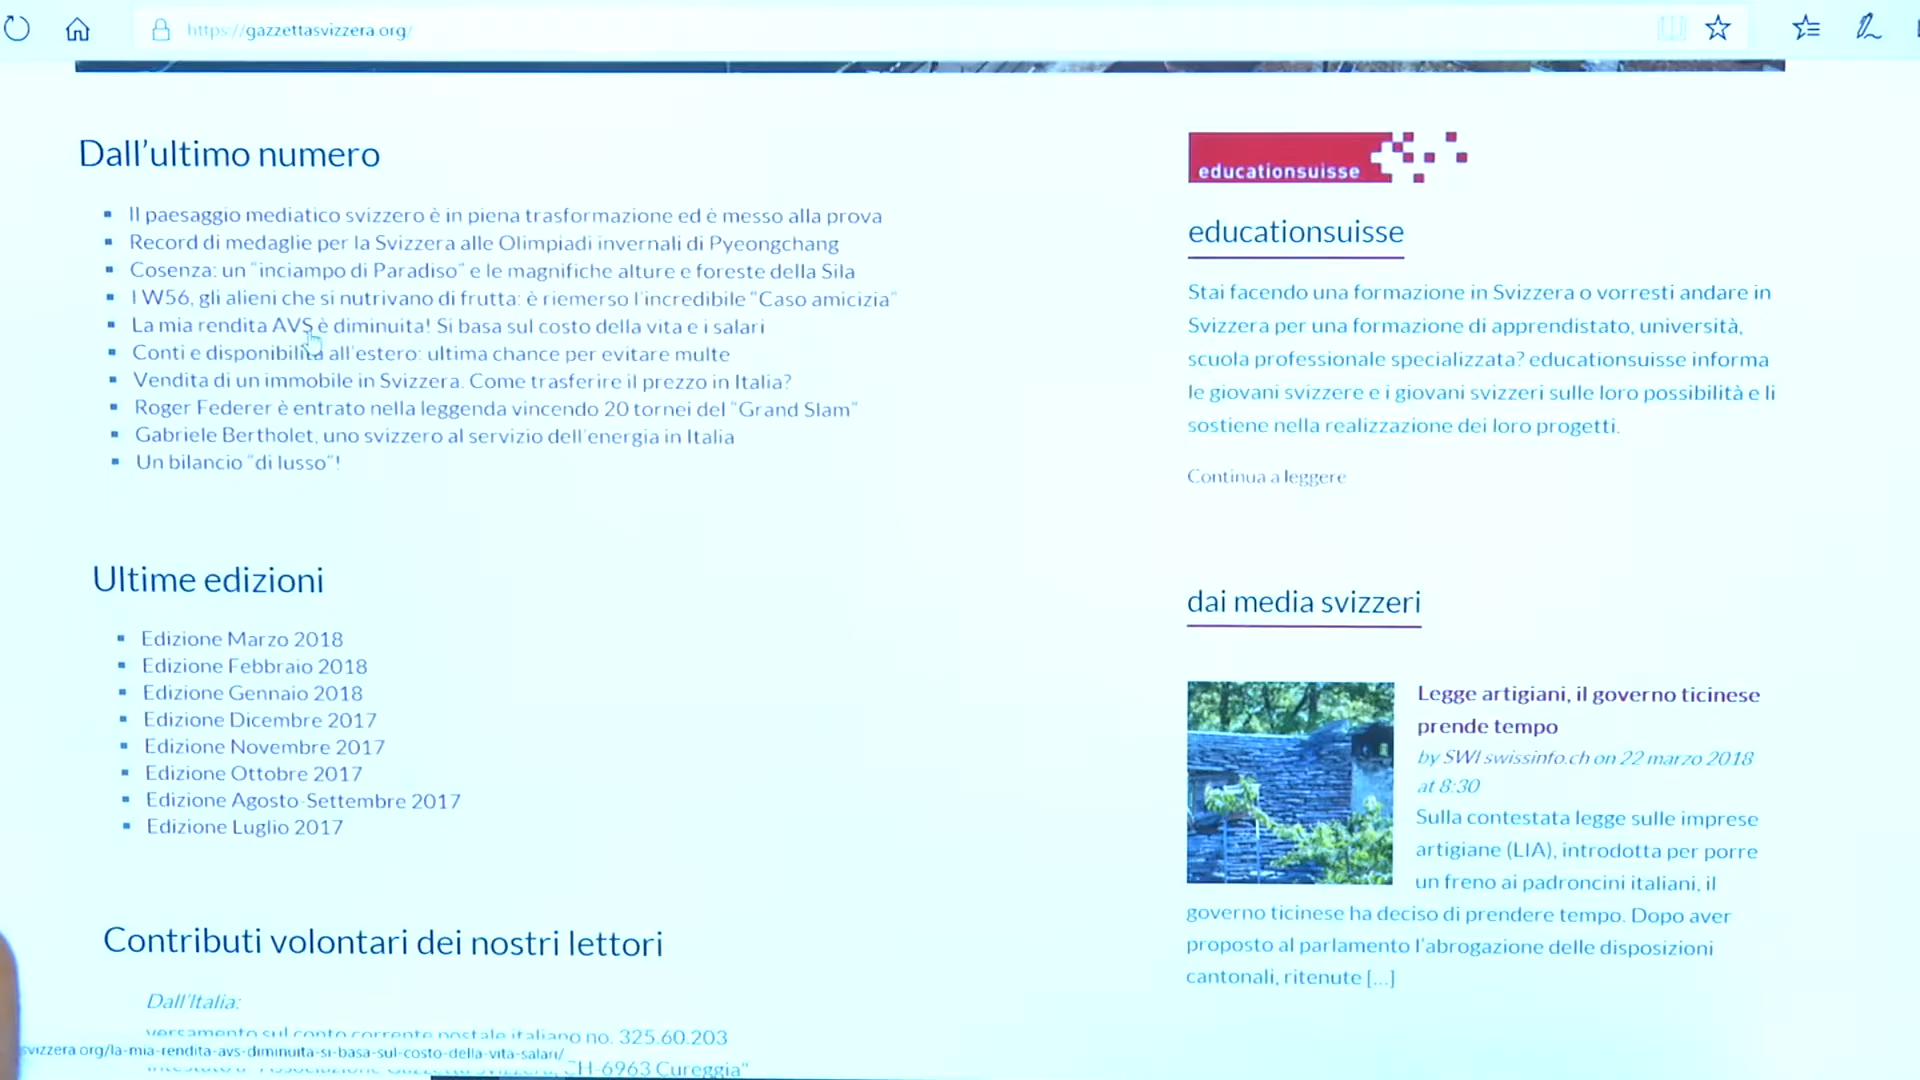 https://gazzettasvizzera.org/
Dall'ultimo numero
Il paesaggio mediatico svizzero è in piena trasformazione ed è messo alla prova
Record di medaglie per la Svizzera alle Olimpiadi invernali di Pyeongchang
Cosenza: un "inciampo di Paradiso" e le magnifiche alture e foreste della Sila
I W56, gli alieni che si nutrivano di frutta: è riemerso l'incredibile "Caso amicizia"
La mia rendita AVS è diminuita! Si basa sul costo della vita e i salari
Conti e disponibilità all'estero: ultima chance per evitare multe
Vendita di un immobile in Svizzera. Come trasferire il prezzo in Italia?
Roger Federer è entrato nella leggenda vincendo 20 tornei del "Grand Slam"
Gabriele Bertholet, uno svizzero al servizio dell'energia in Italia
Un bilancio "di lusso"!
Ultime edizioni
Edizione Marzo 2018
Edizione Febbraio 2018
Edizione Gennaio 2018
Edizione Dicembre 2017
Edizione Novembre 2017
Edizione Ottobre 2017
Edizione Agosto-Settembre 2017
Edizione Luglio 2017
Contributi volontari dei nostri lettori
Dall'Italia:
versamento sul conto corrente postale italiano no. 325.60.203
svizzera.org/la-mia-rendita-avs-diminuita-si-basa-sul-costo-della-vita-salari/
CH-6963 Cureggia"
educationsuisse
educationsuisse
Stai facendo una formazione in Svizzera o vorresti andare in
Svizzera per una formazione di apprendistato, università,
scuola professionale specializzata? educationsuisse informa
le giovani svizzere e i giovani svizzeri sulle loro possibilità e li
sostiene nella realizzazione dei loro progetti.
Continua a leggere
dai media svizzeri
Legge artigiani, il governo ticinese
prende tempo
by SWI swissinfo.ch on 22 marzo 2018
at 8:30
Sulla contestata legge sulle imprese
artigiane (LIA), introdotta per porre
un freno ai padroncini italiani, il
governo ticinese ha deciso di prendere tempo. Dopo aver
proposto al parlamento l'abrogazione delle disposizioni
cantonali, ritenute [...]